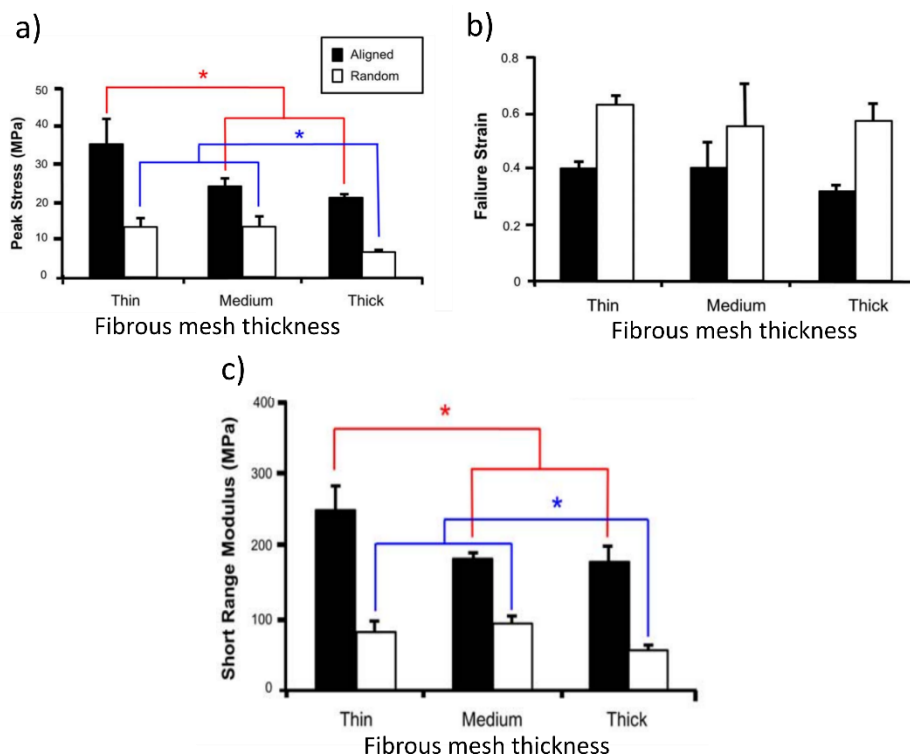 a)
Aligned
Random
*
*
Peak Stress (MPa)
50
40
30
20
10
0
Thin Medium Thick
Fibrous mesh thickness
b)
Failure Strain
0.8
0.6
0.4
0.2
0
Thin Medium Thick
Fibrous mesh thickness
c)
*
*
Short Range Modulus (MPa)
400
300
200
100
0
Thin Medium Thick
Fibrous mesh thickness